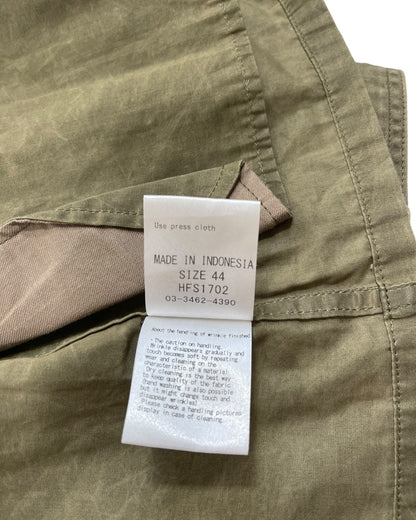 Use press cloth
MADE IN INDONESIA
SIZE 44
HFS1702
03-3462-4390
About the handling of wrinkle finished
The caution on handling.
Wrinkle disappears gradually and
touch becomes soft by repeating
wear and cleaning on the
characteristic of a material.
Dry cleaning is the best way
to keep quality of the fabric
(hand washing is also possible
but it might change touch and
disappear wrinkles)
Please check a handling pictures
display in case of cleaning.